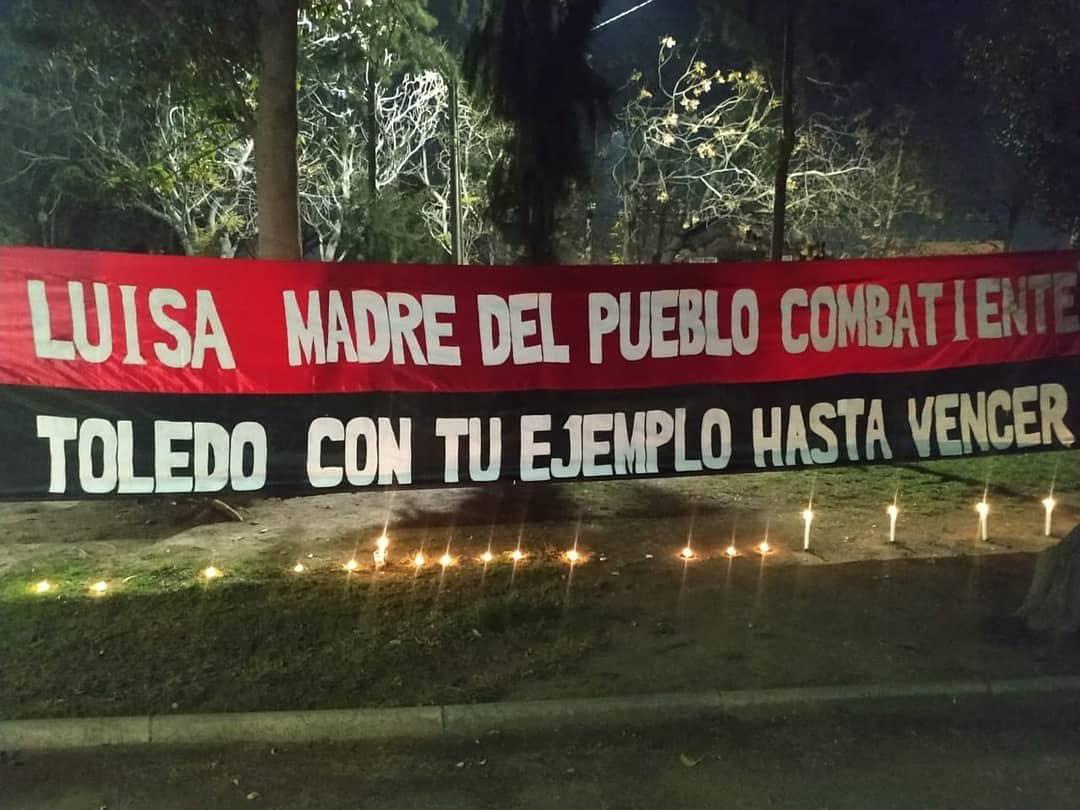 LUISA MADRE DEL PUEBLO COMBATIENTE
TOLEDO CON TU EJEMPLO HASTA VENCER